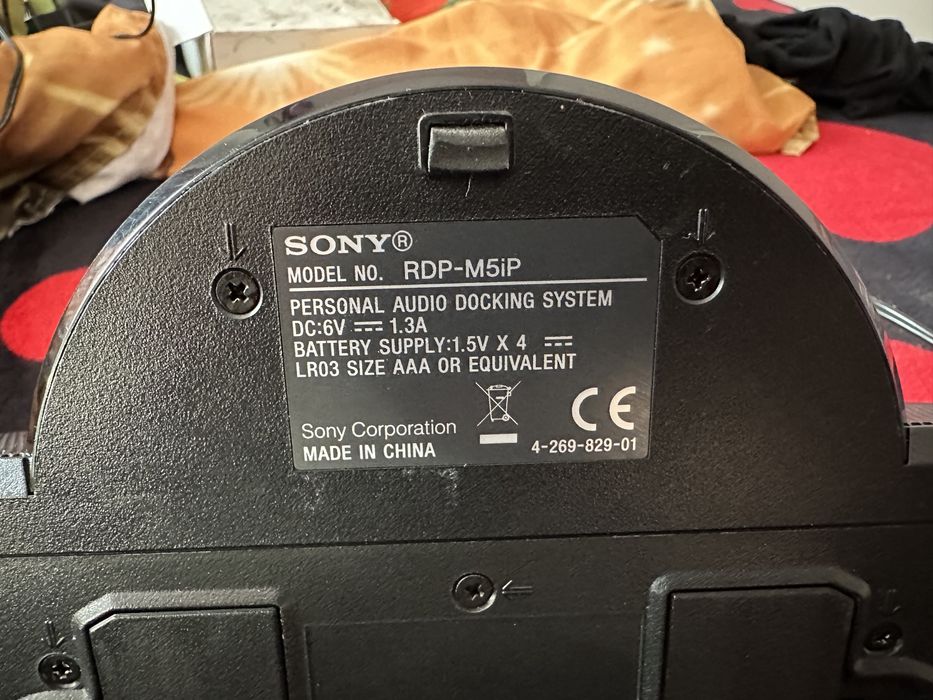 SONY®
MODEL NO. RDP-M5iP
PERSONAL AUDIO DOCKING SYSTEM
DC:6V ⎓ 1.3A
BATTERY SUPPLY:1.5V X 4 ⎓
LR03 SIZE AAA OR EQUIVALENT
CE
Sony Corporation
MADE IN CHINA
4-269-829-01